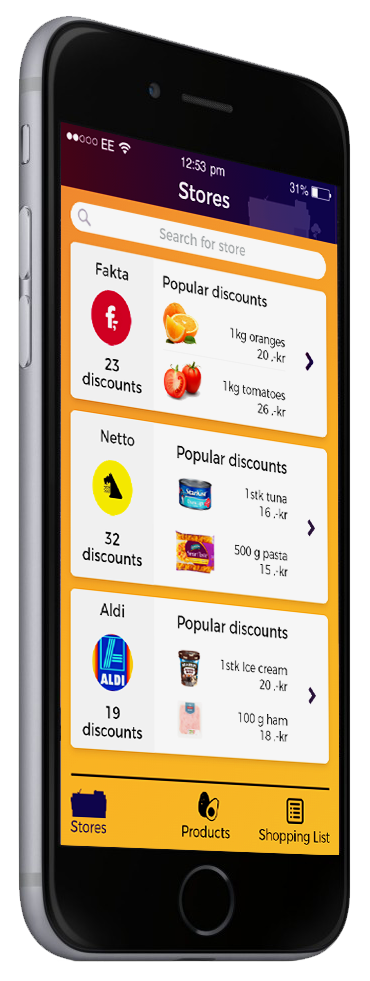 EE
12:53 pm
31%
Stores
Search for store
Fakta
Popular discounts
1kg oranges
20 .-kr
1kg tomatoes
26 .-kr
23
discounts
Netto
Popular discounts
1stk tuna
16 .-kr
500 g pasta
15 .-kr
32
discounts
Aldi
ALDI
Popular discounts
1stk Ice cream
20 .-kr
100 g ham
18 .-kr
19
discounts
Stores
Products
Shopping List